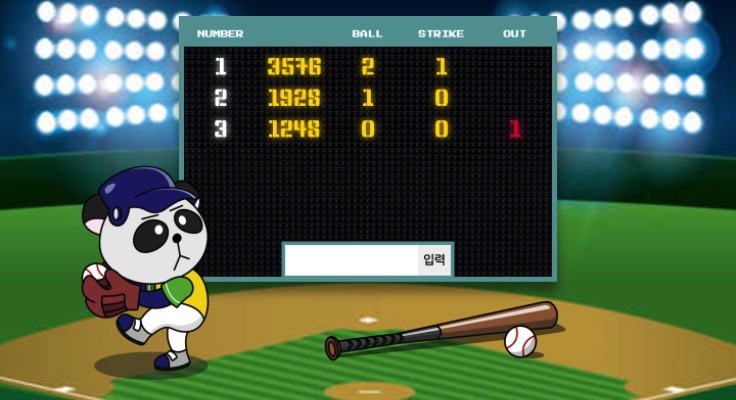 NUMBER BALL STRIKE OUT
1 3576 2 1
2 1928 1 0
3 1248 0 0 1
입력